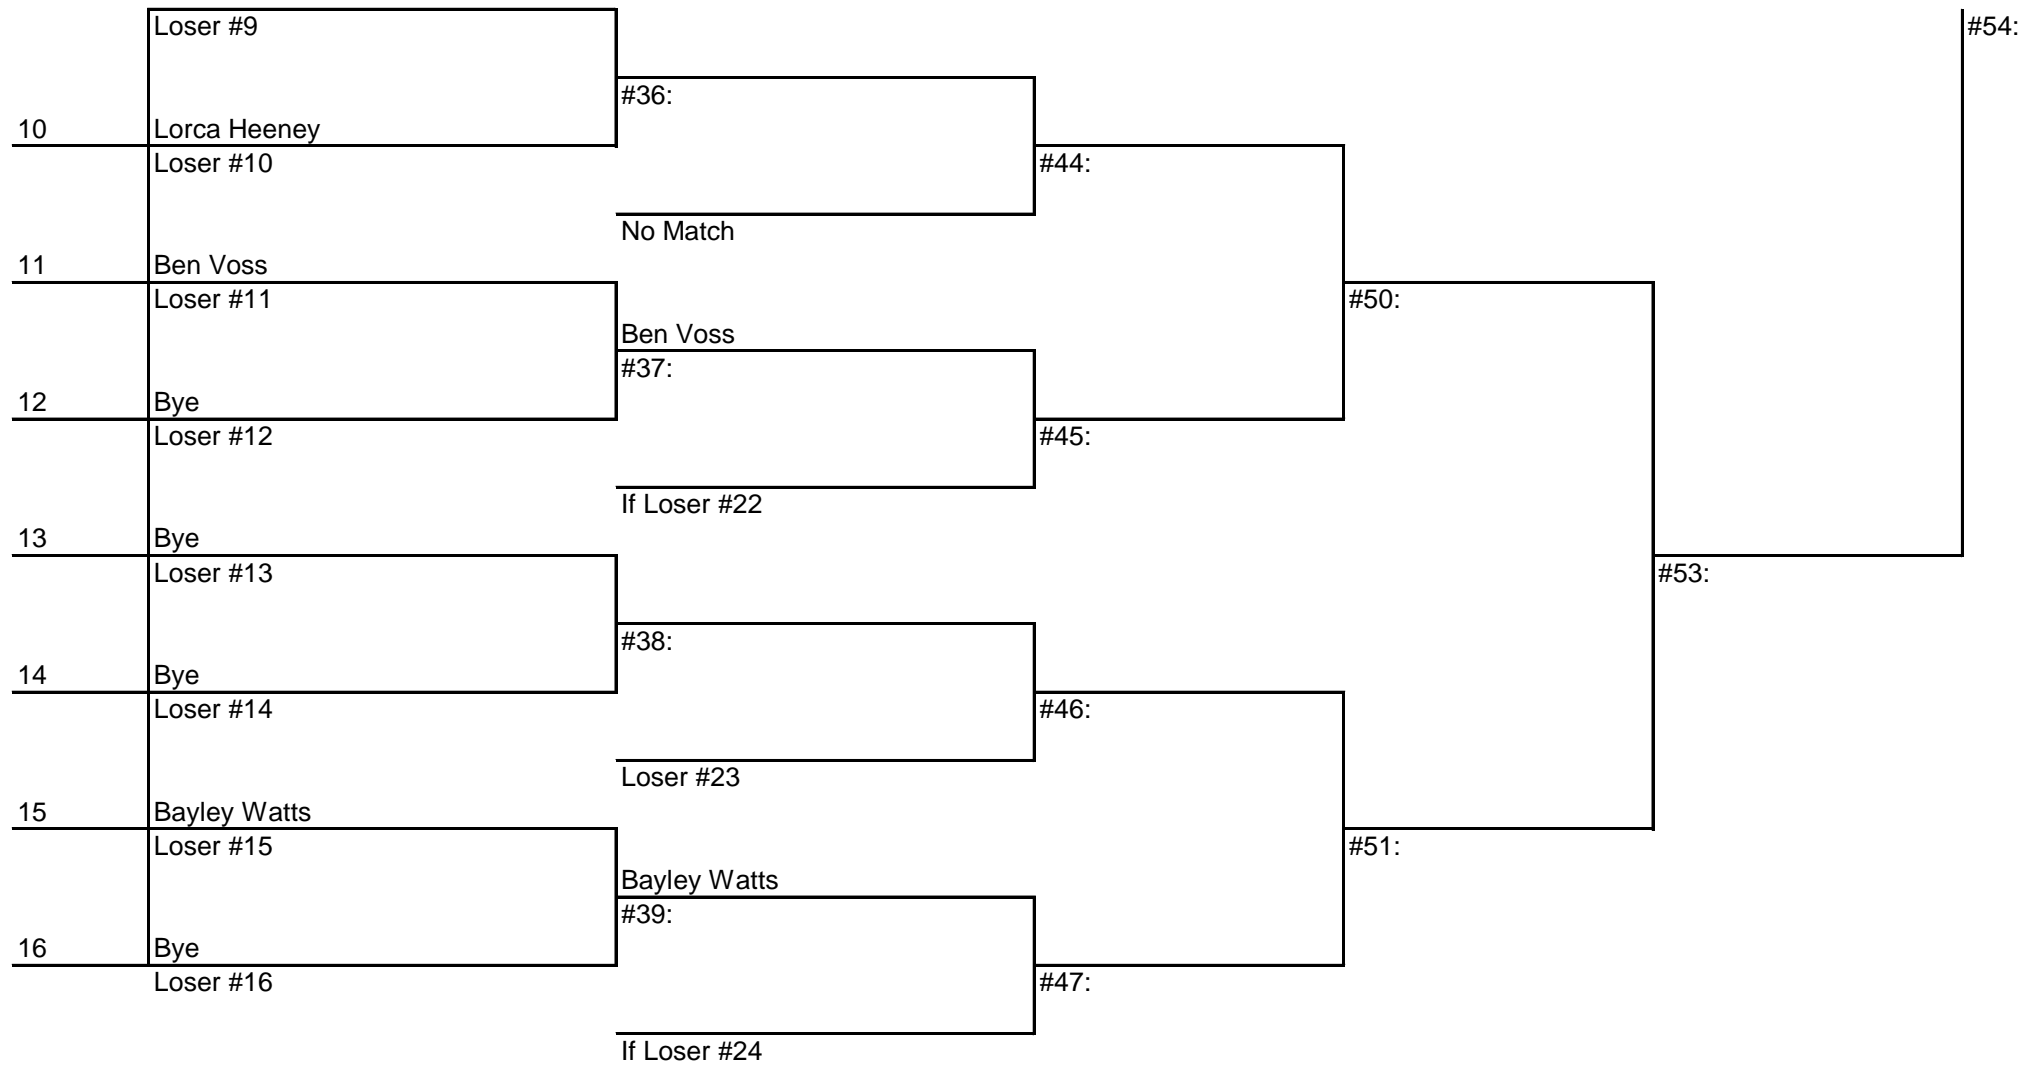 Loser #9
#54:
#36:
10 Lorca Heeney
Loser #10
#44:
No Match
11 Ben Voss
Loser #11
#50:
Ben Voss
#37:
12 Bye
Loser #12
#45:
If Loser #22
13 Bye
Loser #13
#53:
#38:
14 Bye
Loser #14
#46:
Loser #23
15 Bayley Watts
Loser #15
#51:
Bayley Watts
#39:
16 Bye
Loser #16
#47:
If Loser #24